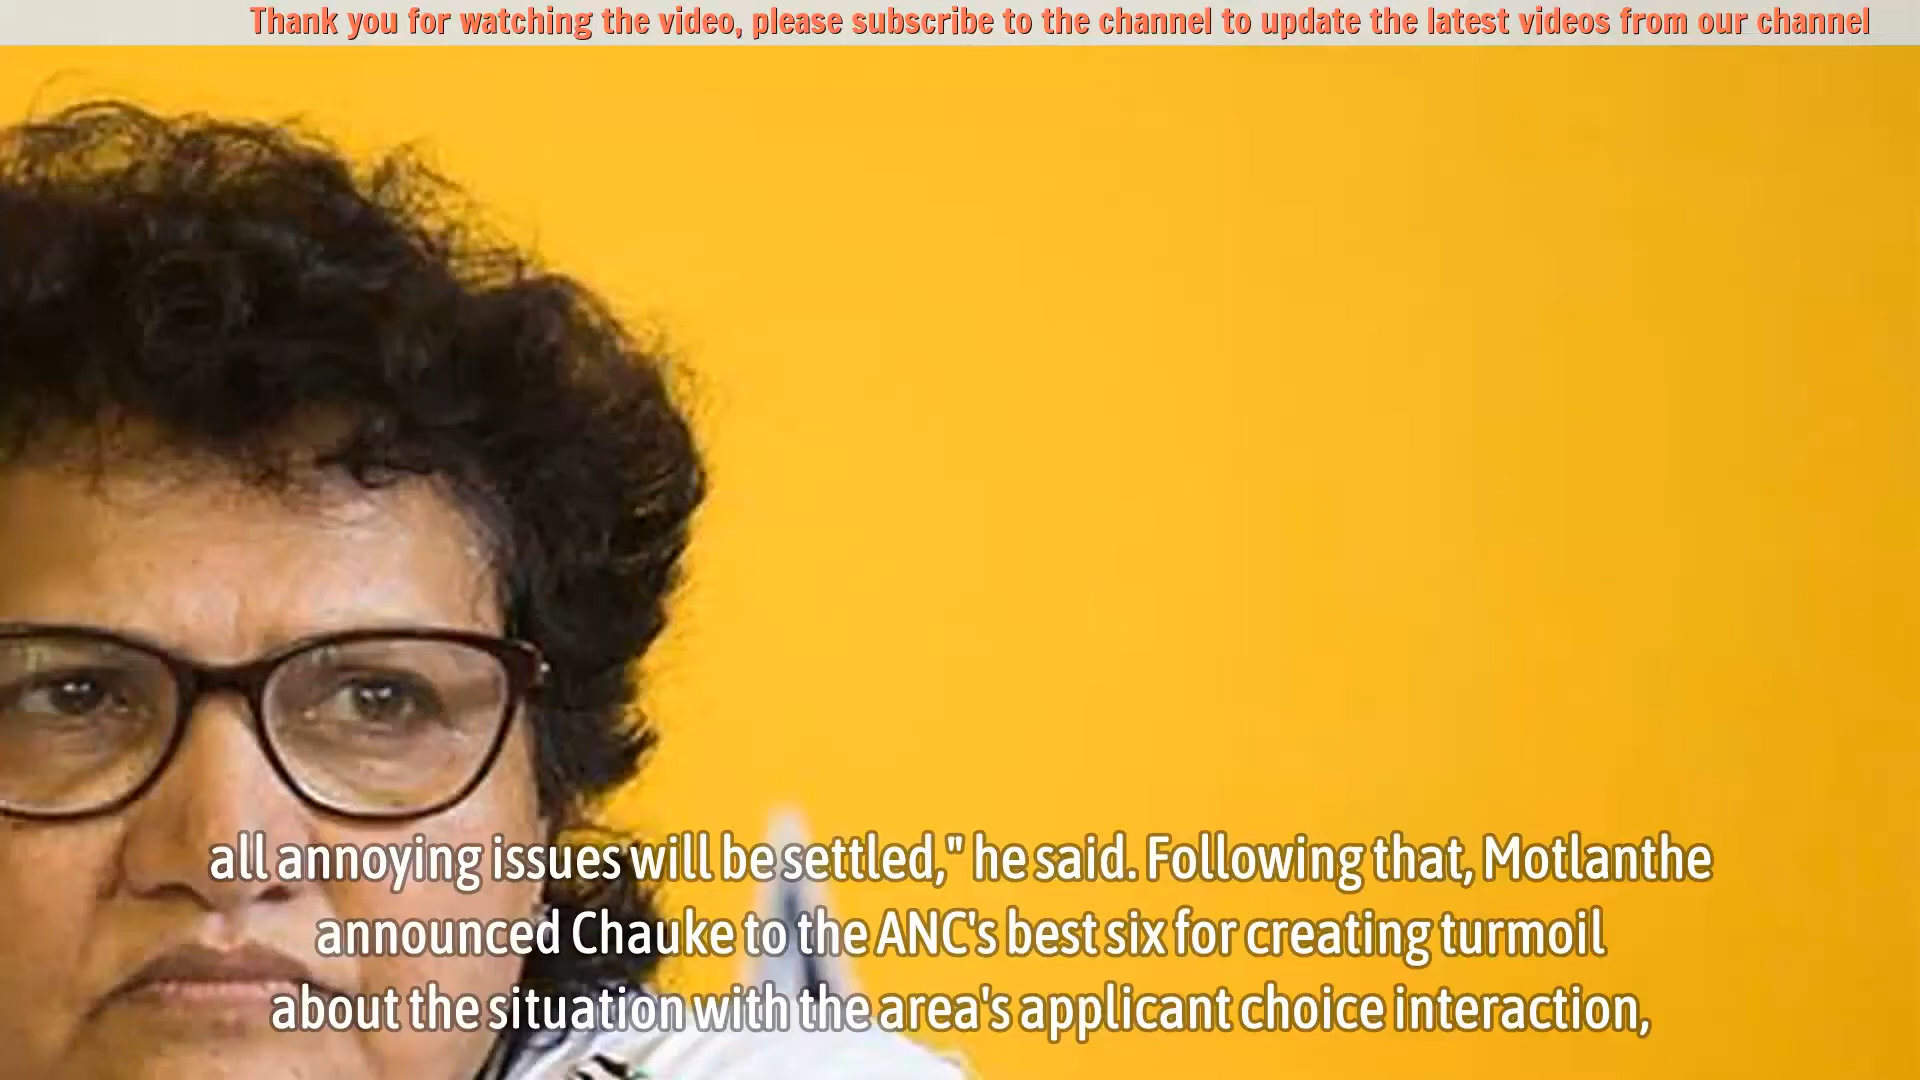 Thank you for watching the video, please subscribe to the channel to update the latest videos from our channel
all annoying issues will be settled," he said. Following that, Motlanthe
announced Chauke to the ANC's best six for creating turmoil
about the situation with the area's applicant choice interaction,